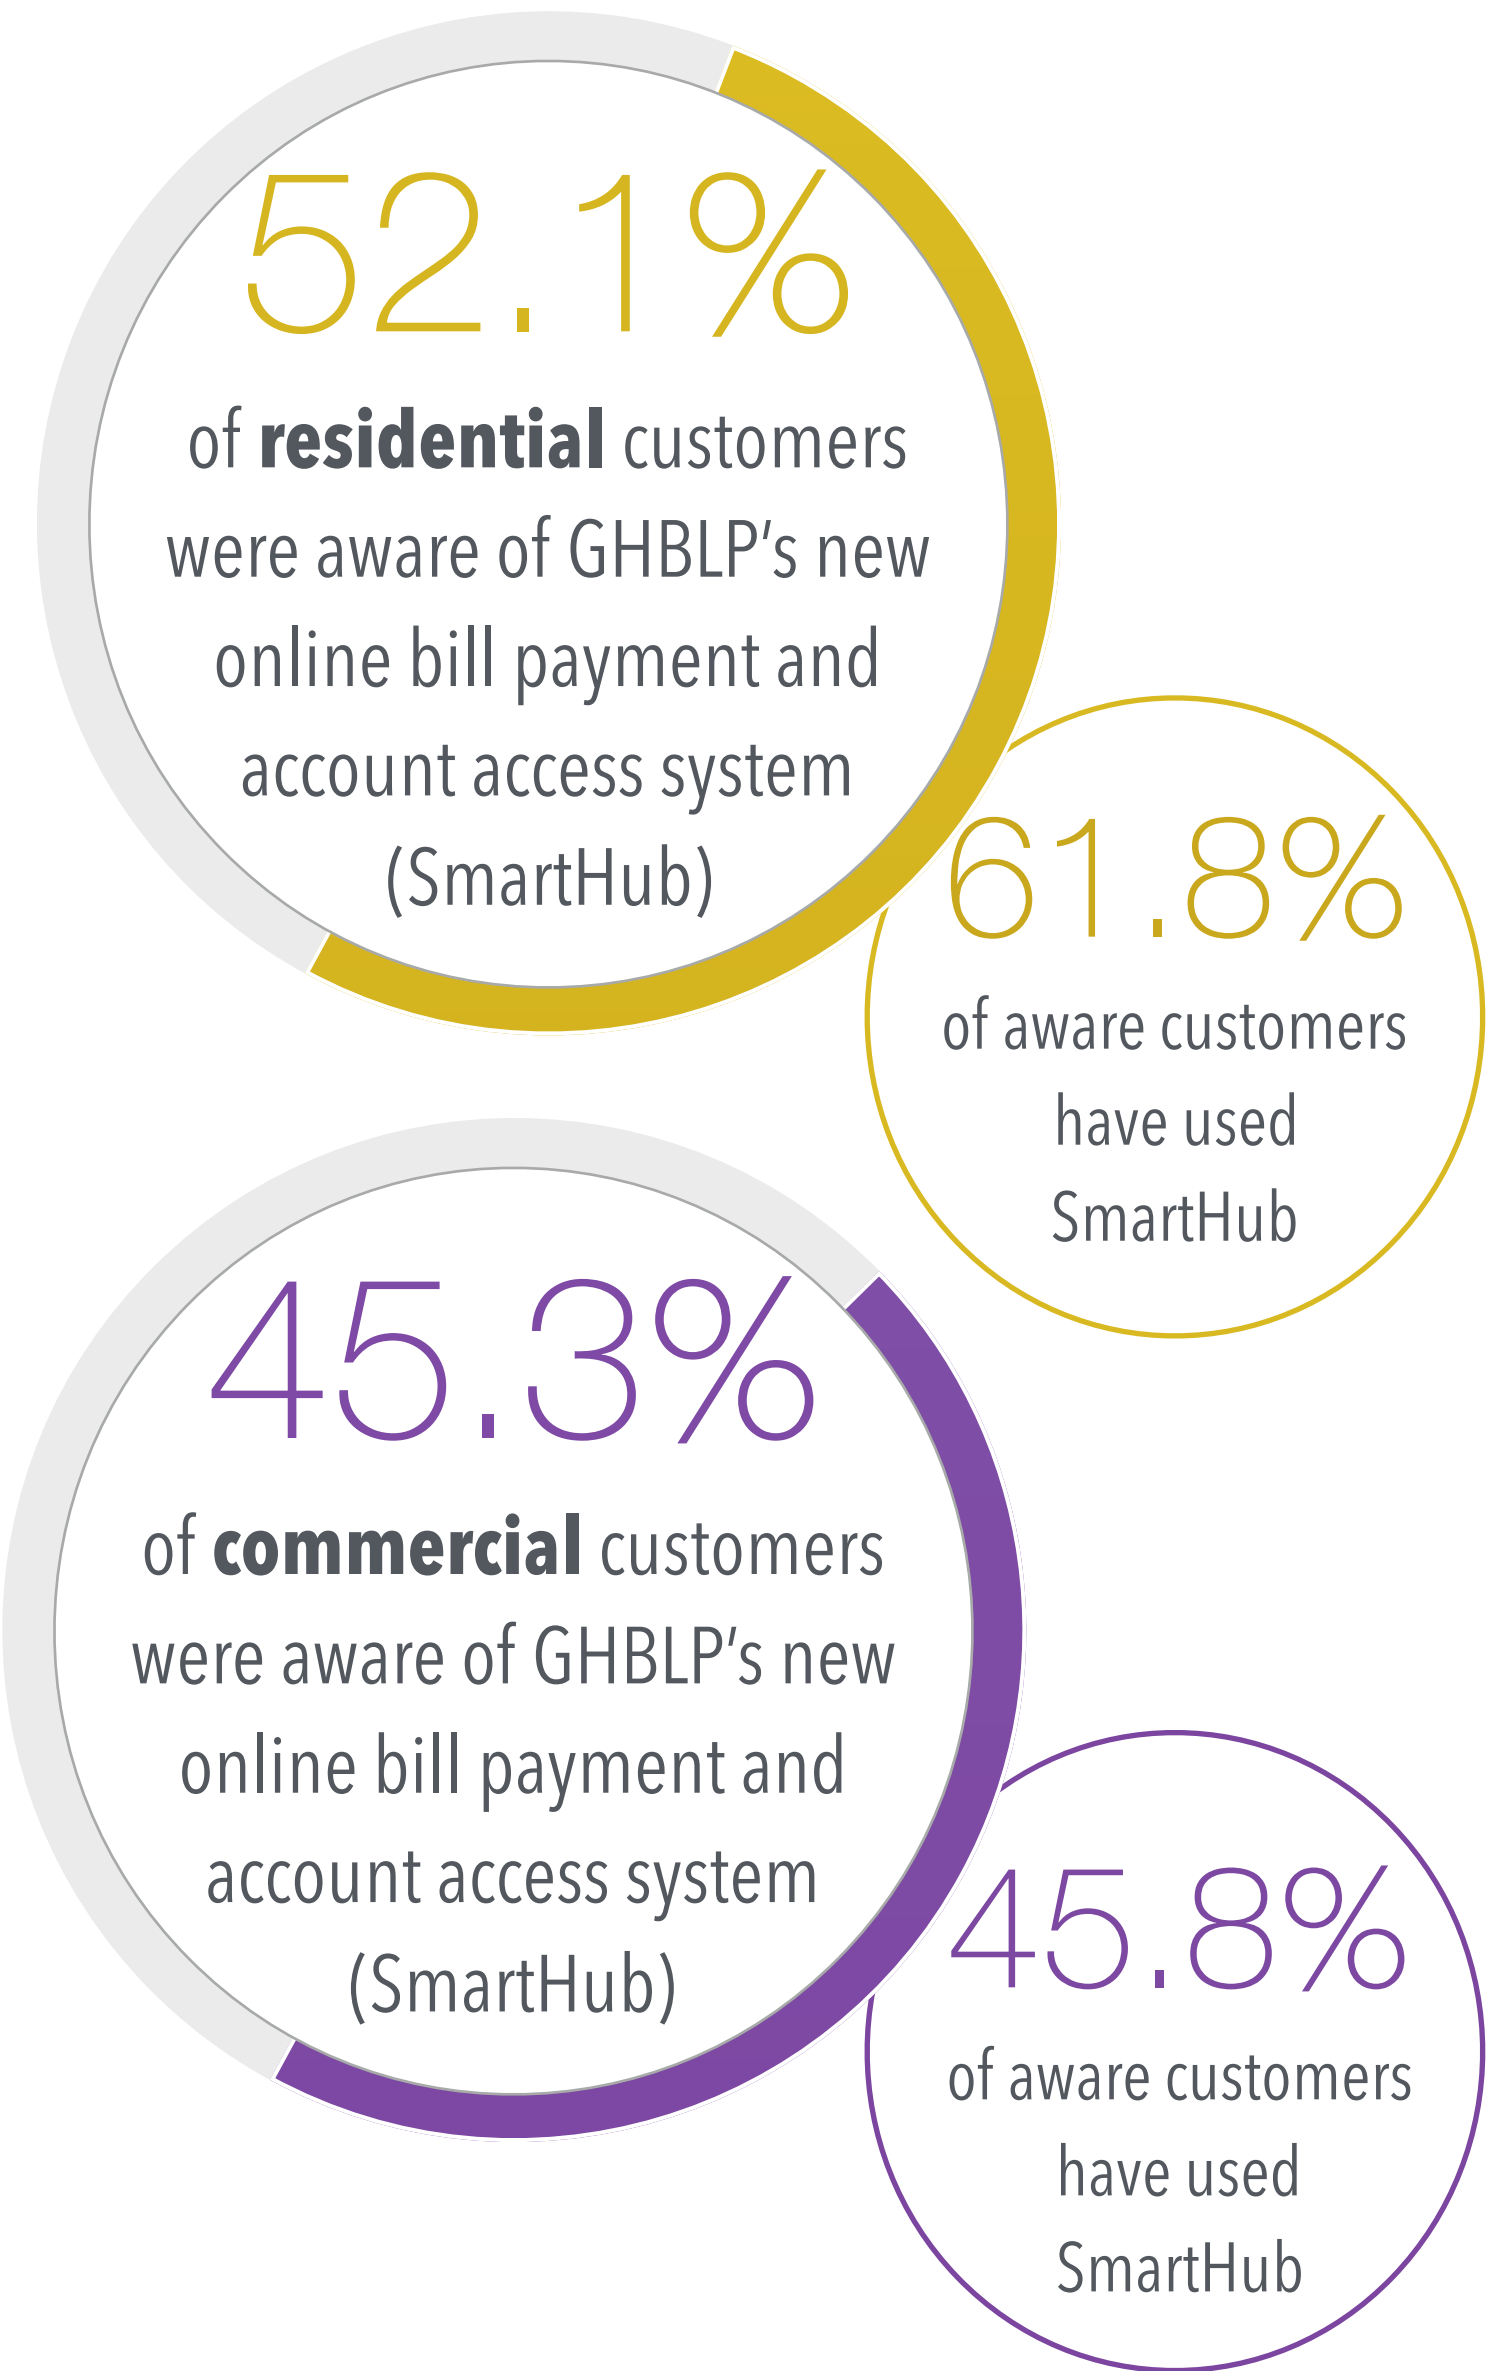 52.1%
of residential customers
were aware of GHBLP’s new
online bill payment and
account access system
(SmartHub)
61.8%
of aware customers
have used
SmartHub
45.3%
of commercial customers
were aware of GHBLP’s new
online bill payment and
account access system
(SmartHub)
45.8%
of aware customers
have used
SmartHub